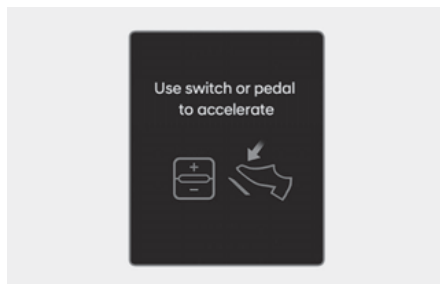 Use switch or pedal
to accelerate
+
−